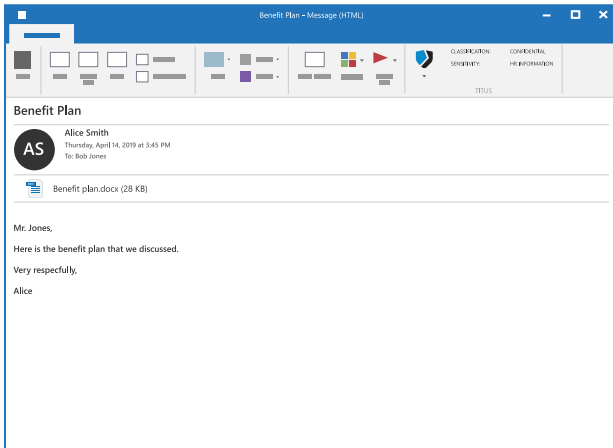 Benefit Plan - Message (HTML)
CLASSIFICATION: CONFIDENTIAL
SENSITIVITY: HR INFORMATION
TITUS
Benefit Plan
AS
Alice Smith
Thursday, April 14, 2019 at 3:45 PM
To: Bob Jones
Benefit plan.docx (28 KB)
Mr. Jones,
Here is the benefit plan that we discussed.
Very respecfully,
Alice